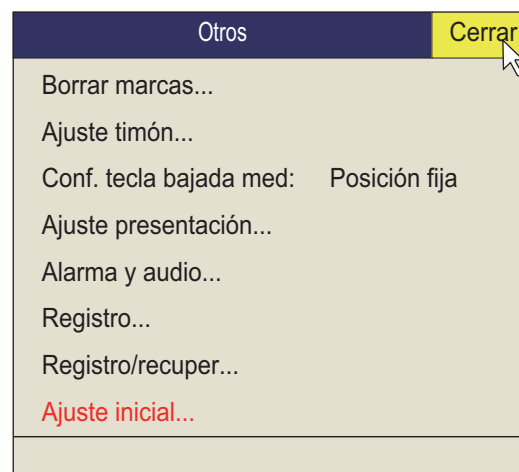 Otros Cerrar
Borrar marcas...
Ajuste timón...
Conf. tecla bajada med: Posición fija
Ajuste presentación...
Alarma y audio...
Registro...
Registro/recuper...
Ajuste inicial...